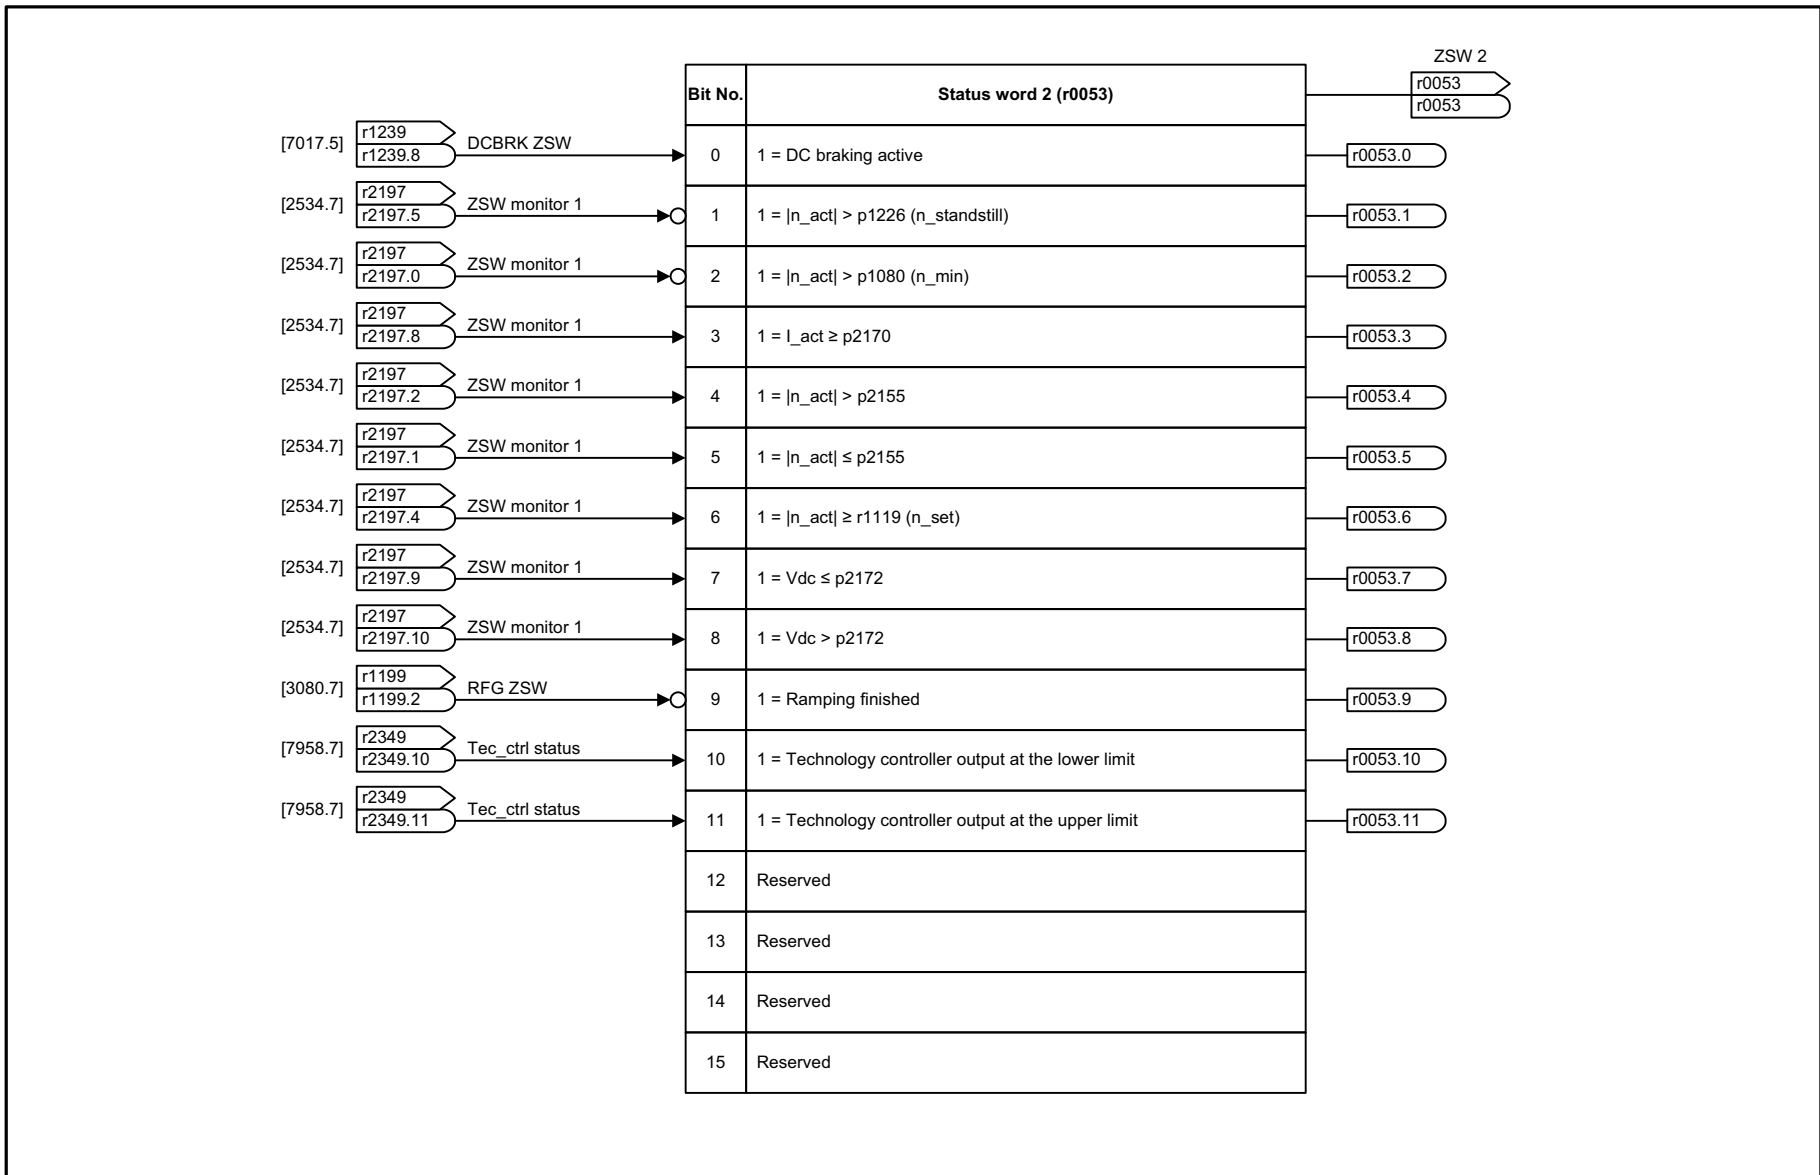 ZSW 2
Bit No. Status word 2 (r0053) r0053
r0053
r1239
[7017.5] r1239.8 DCBRK ZSW 0 1 = DC braking active r0053.0
r2197
[2534.7] r2197.5 ZSW monitor 1 1 1 = |n_act| > p1226 (n_standstill) r0053.1
r2197
[2534.7] r2197.0 ZSW monitor 1 2 1 = |n_act| > p1080 (n_min) r0053.2
r2197
[2534.7] r2197.8 ZSW monitor 1 3 1 = I_act ≥ p2170 r0053.3
r2197
[2534.7] r2197.2 ZSW monitor 1 4 1 = |n_act| > p2155 r0053.4
r2197
[2534.7] r2197.1 ZSW monitor 1 5 1 = |n_act| ≤ p2155 r0053.5
r2197
[2534.7] r2197.4 ZSW monitor 1 6 1 = |n_act| ≥ r1119 (n_set) r0053.6
r2197
[2534.7] r2197.9 ZSW monitor 1 7 1 = Vdc ≤ p2172 r0053.7
r2197
[2534.7] r2197.10 ZSW monitor 1 8 1 = Vdc > p2172 r0053.8
r1199
[3080.7] r1199.2 RFG ZSW 9 1 = Ramping finished r0053.9
r2349
[7958.7] r2349.10 Tec_ctrl status 10 1 = Technology controller output at the lower limit r0053.10
r2349
[7958.7] r2349.11 Tec_ctrl status 11 1 = Technology controller output at the upper limit r0053.11
12 Reserved
13 Reserved
14 Reserved
15 Reserved